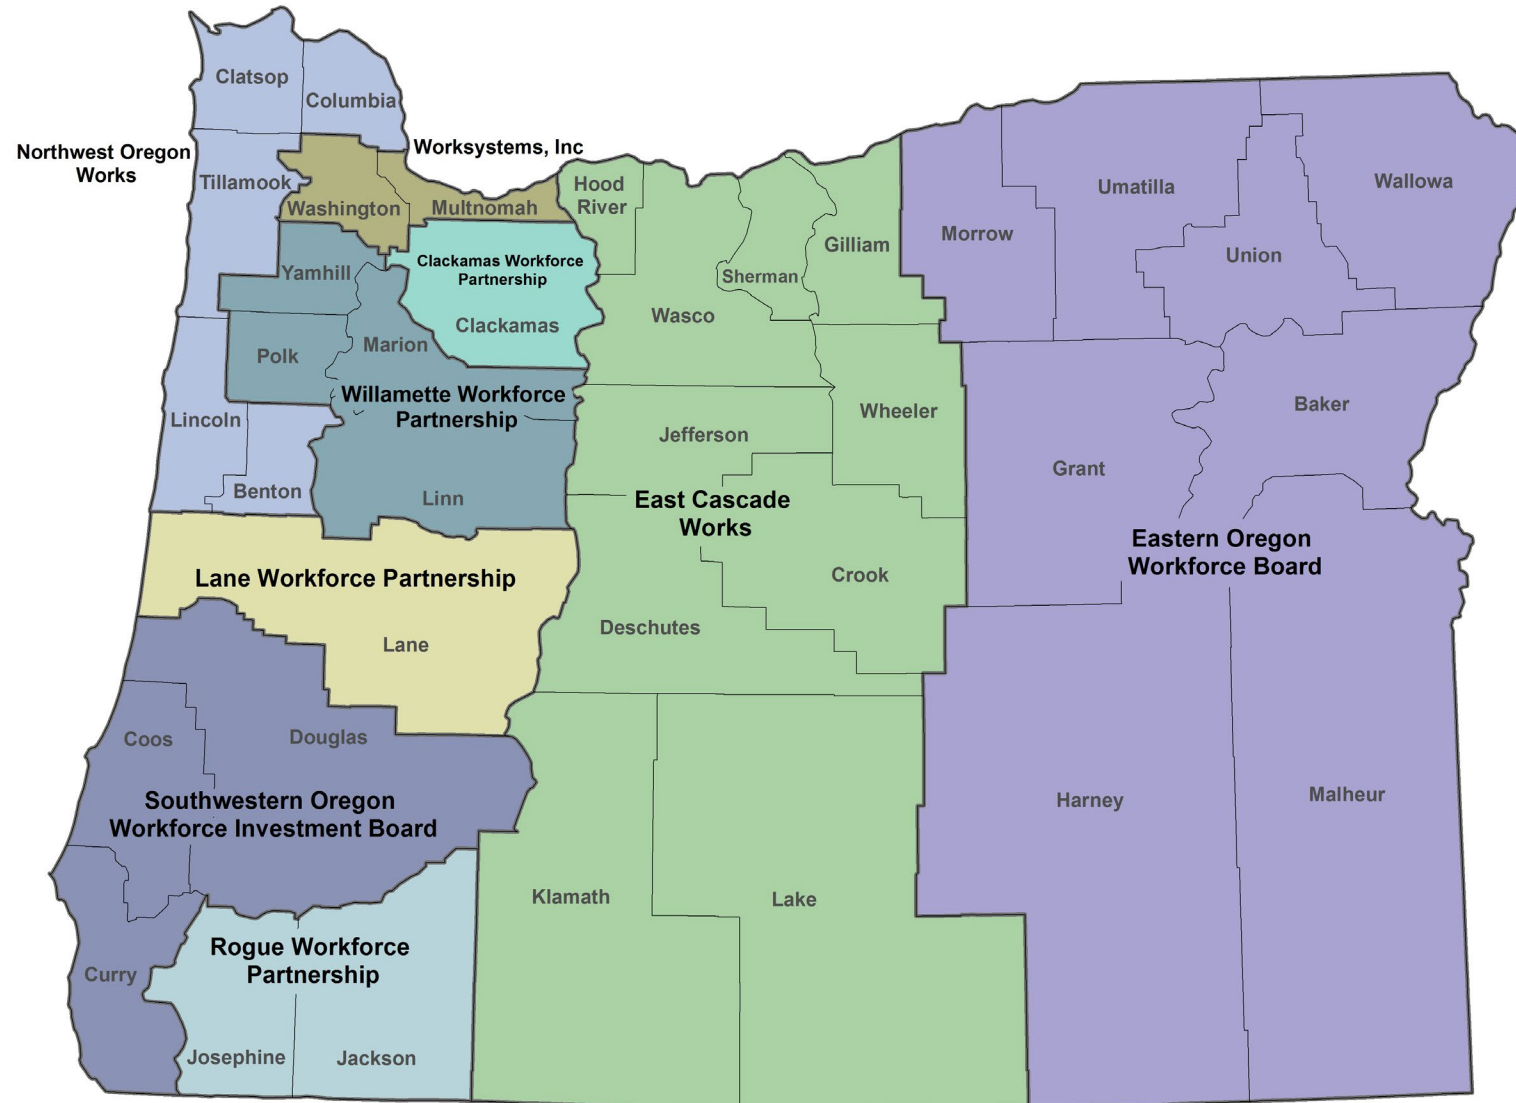 Clatsop
Columbia
Northwest Oregon
Works
Worksystems, Inc
Tillamook
Washington
Multnomah
Hood
River
Gilliam
Morrow
Umatilla
Wallowa
Union
Yamhill
Clackamas Workforce
Partnership
Clackamas
Sherman
Wasco
Polk
Marion
Willamette Workforce
Partnership
Lincoln
Benton
Linn
Jefferson
Wheeler
Grant
Baker
East Cascade
Works
Eastern Oregon
Workforce Board
Lane Workforce Partnership
Lane
Deschutes
Crook
Coos
Douglas
Southwestern Oregon
Workforce Investment Board
Harney
Malheur
Klamath
Lake
Rogue Workforce
Partnership
Curry
Josephine
Jackson